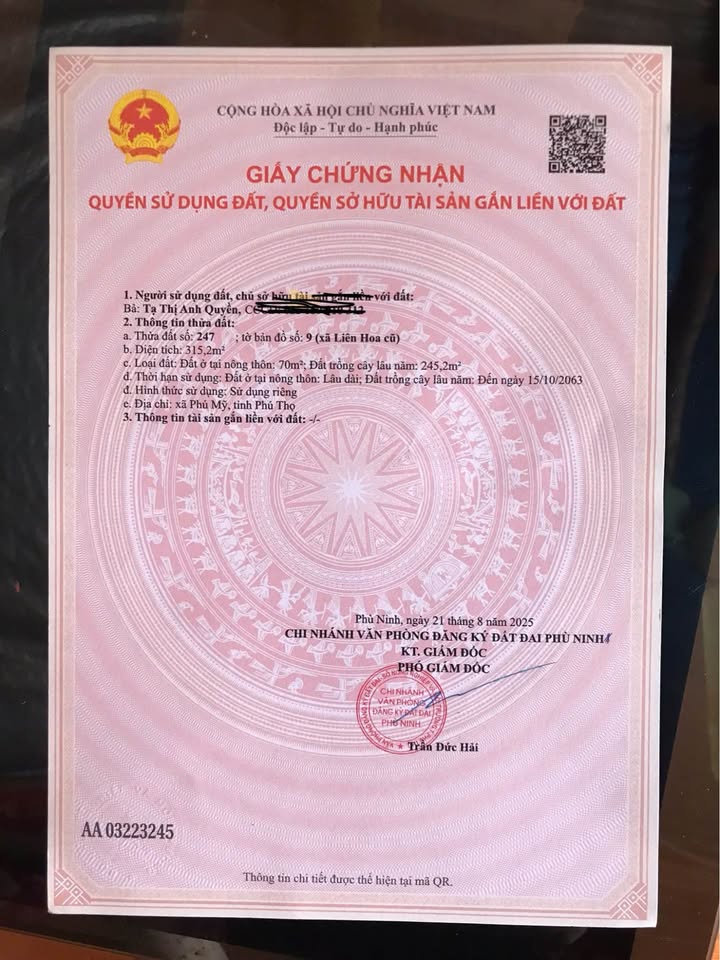 CỘNG HÒA XÃ HỘI CHỦ NGHĨA VIỆT NAM
Độc lập - Tự do - Hạnh phúc
GIẤY CHỨNG NHẬN
QUYỀN SỬ DỤNG ĐẤT, QUYỀN SỞ HỮU TÀI SẢN GẮN LIỀN VỚI ĐẤT
1. Người sử dụng đất, chủ sở hữu tài sản gắn liền với đất:
Bà: Tạ Thị Anh Quyền,
2. Thông tin thửa đất:
a. Thửa đất số: 247 ; tờ bản đồ số: 9 (xã Liên Hoa cũ)
b. Diện tích: 315,2m²
c. Loại đất: Đất ở tại nông thôn: 70m²; Đất trồng cây lâu năm: 245,2m²
d. Thời hạn sử dụng: Đất ở tại nông thôn: Lâu dài; Đất trồng cây lâu năm: Đến ngày 15/10/2063
đ. Hình thức sử dụng: Sử dụng riêng
e. Địa chỉ: xã Phú Mỹ, tỉnh Phú Thọ
3. Thông tin tài sản gắn liền với đất: -/-
Phù Ninh, ngày 21 tháng 8 năm 2025
CHI NHÁNH VĂN PHÒNG ĐĂNG KÝ ĐẤT ĐAI PHÙ NINH
KT. GIÁM ĐỐC
PHÓ GIÁM ĐỐC
CHI NHÁNH
VĂN PHÒNG
ĐĂNG KÝ ĐẤT ĐAI
PHÙ NINH
Trần Đức Hải
AA 03223245
Thông tin chi tiết được thể hiện tại mã QR.